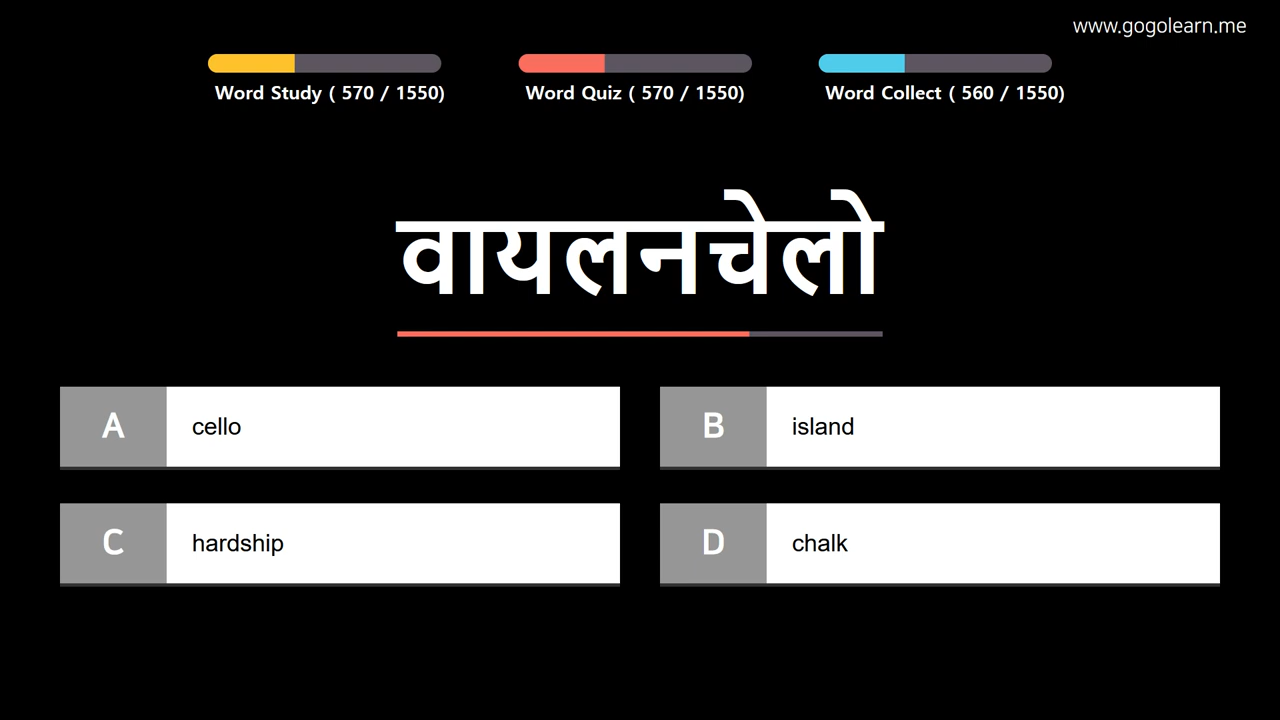 www.gogolearn.me
Word Study ( 570 / 1550)
Word Quiz ( 570 / 1550)
Word Collect ( 560 / 1550)
वायलनचेलो
A cello
B island
C hardship
D chalk